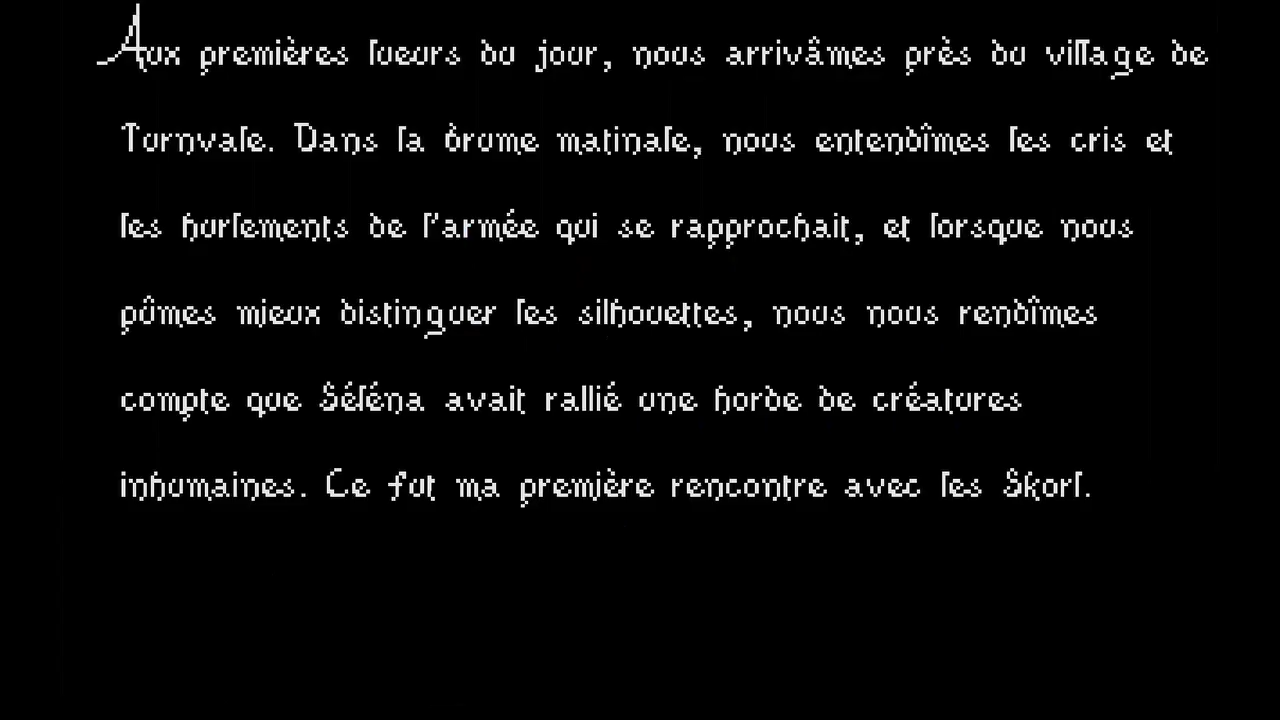 Aux premières lueurs du jour, nous arrivâmes près du village de
Turnvale. Dans la brume matinale, nous entendîmes les cris et
les hurlements de l'armée qui se rapprochait, et lorsque nous
pûmes mieux distinguer les silhouettes, nous nous rendîmes
compte que Séléna avait rallié une horde de créatures
inhumaines. Ce fut ma première rencontre avec les Skorl.